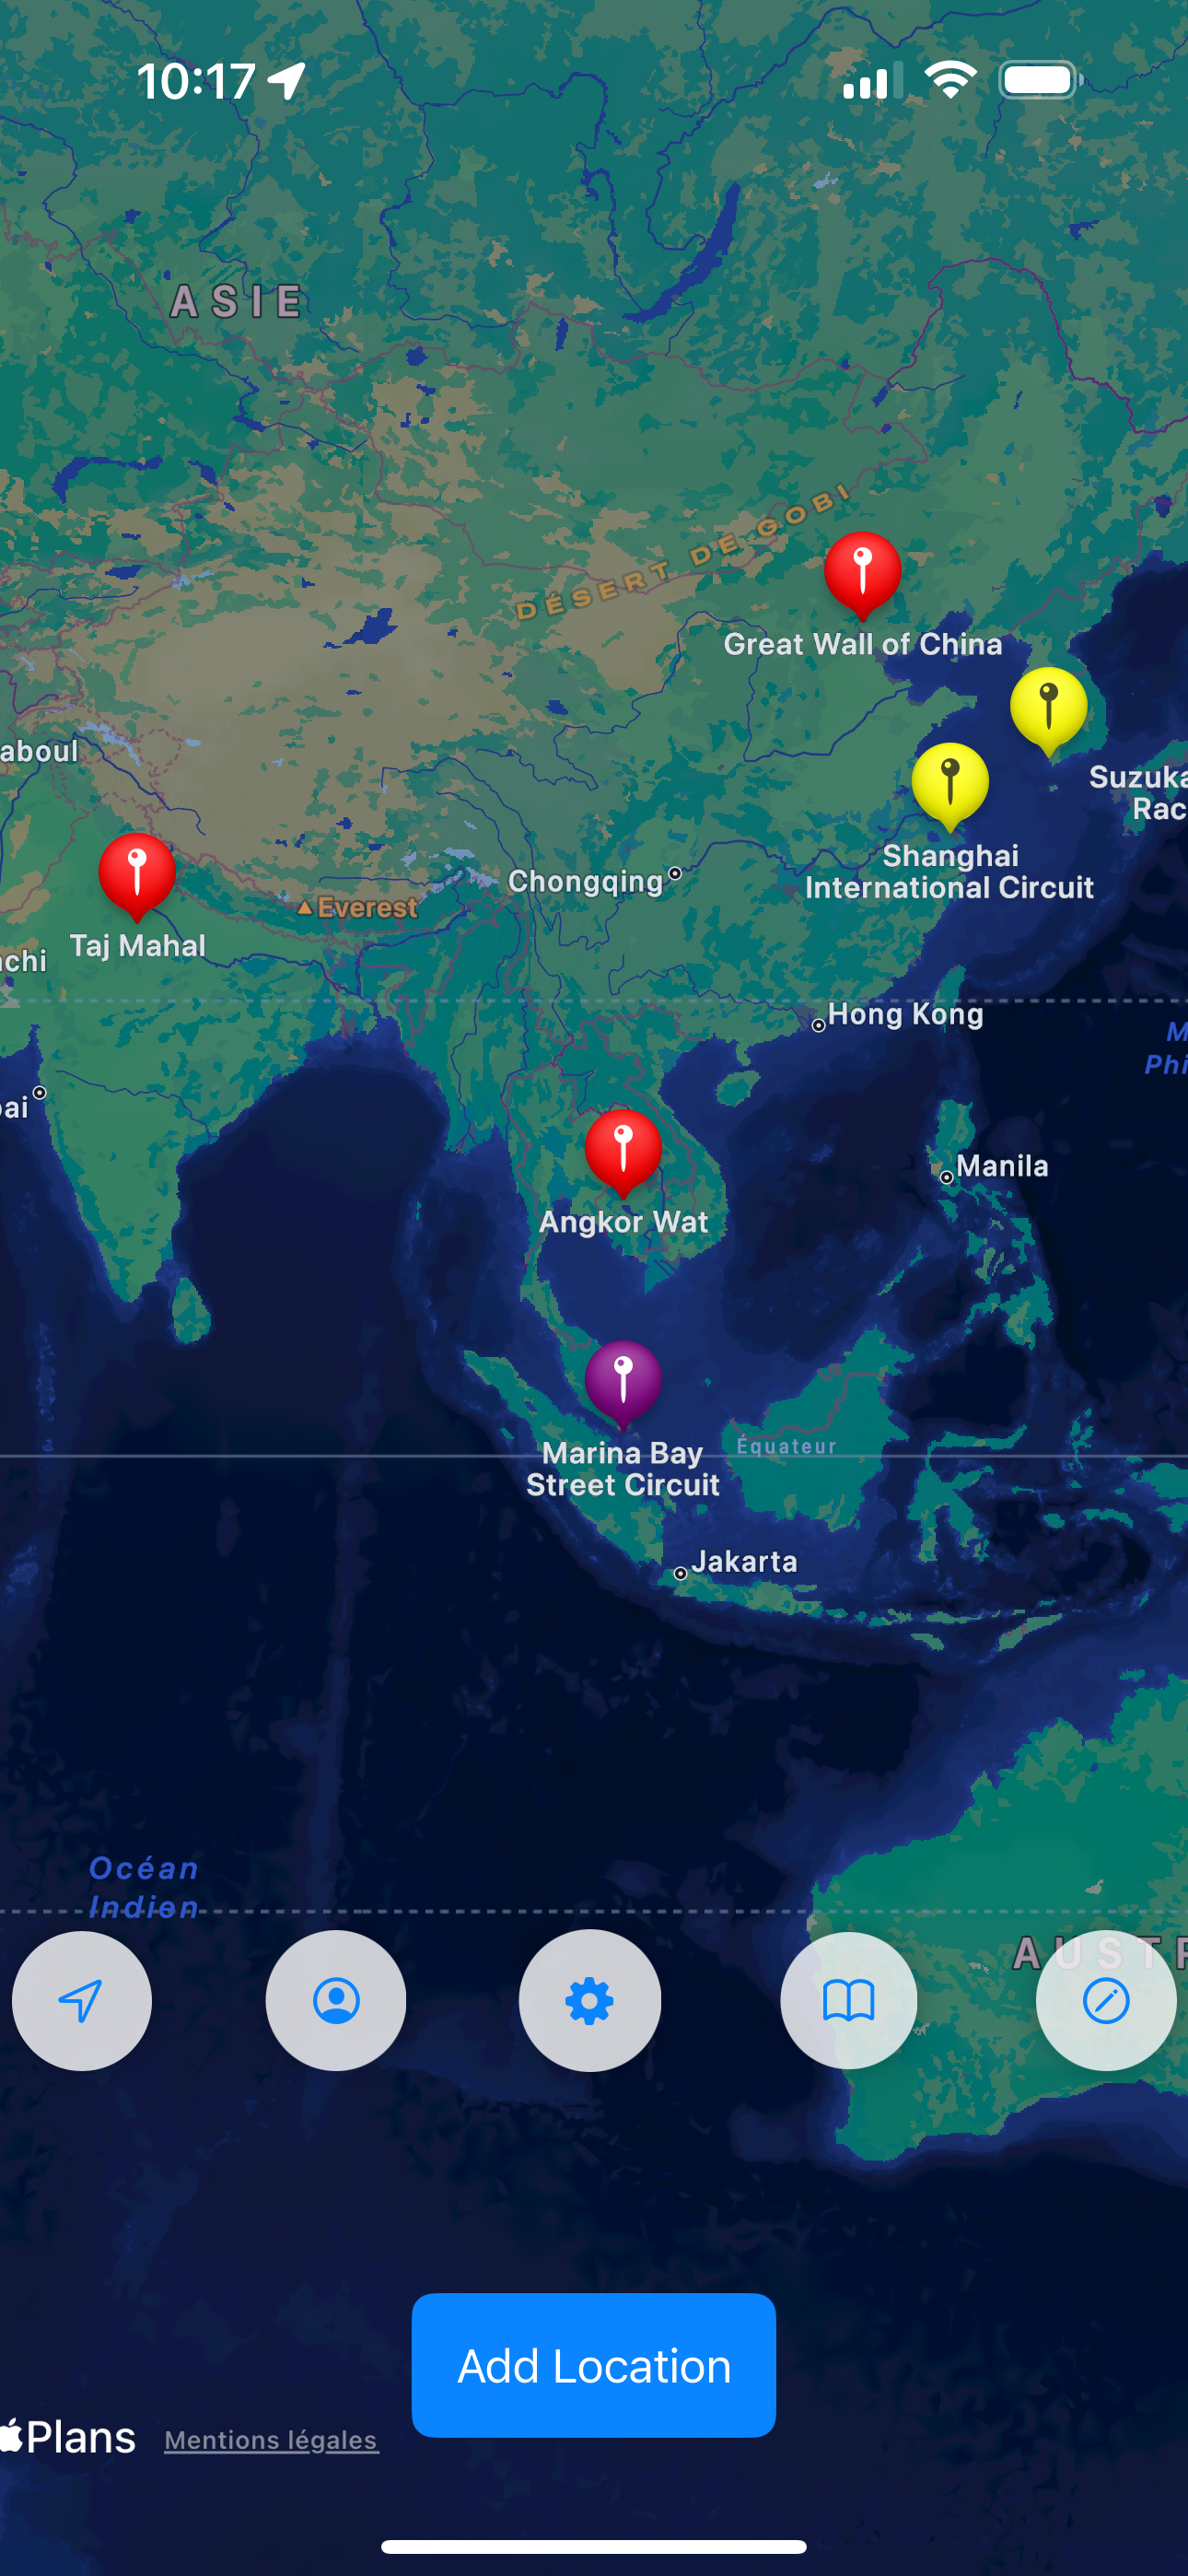 10:17
ASIE
DÉSERT DE GOBI
Great Wall of China
aboul
Suzuka
Rac
Shanghai
International Circuit
Chongqing
Everest
Taj Mahal
achi
Hong Kong
M
Phi
bai
Manila
Angkor Wat
Marina Bay
Street Circuit
Équateur
Jakarta
Océan
Indien
AUSTR
Add Location
Plans
Mentions légales